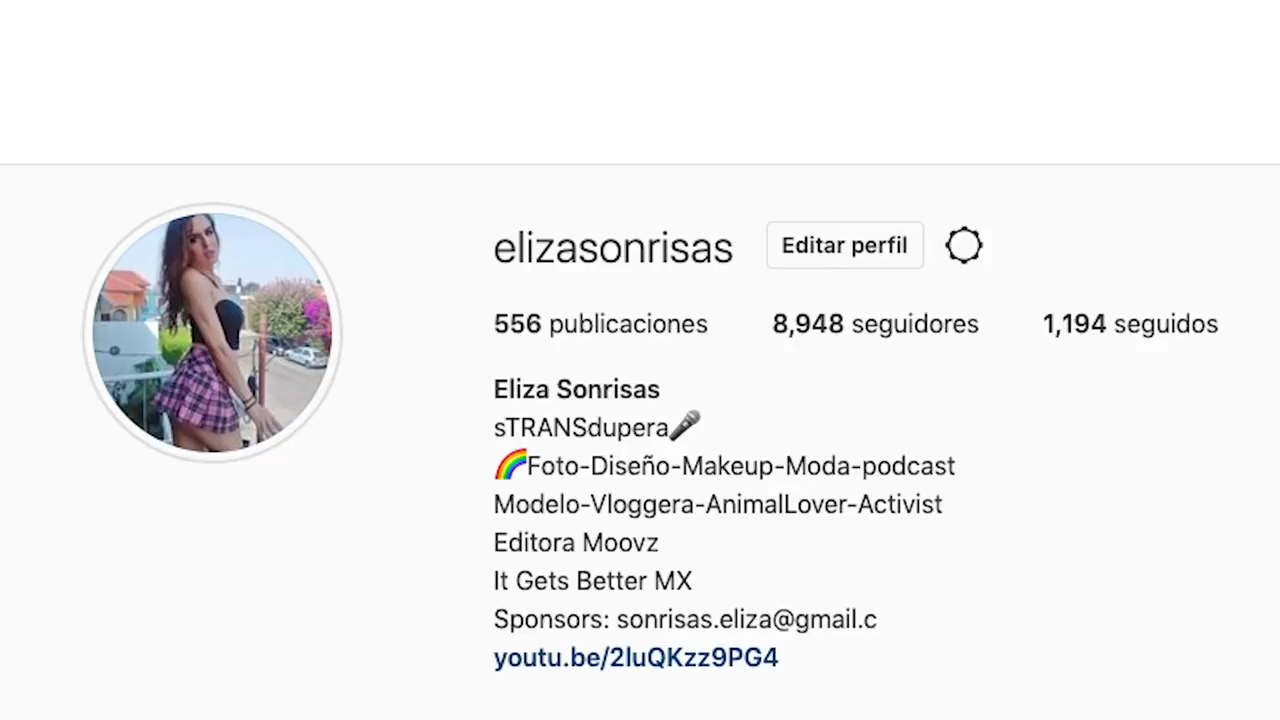 elizasonrisas Editar perfil
556 publicaciones 8,948 seguidores 1,194 seguidos
Eliza Sonrisas
sTRANSdupera🎤
🌈Foto-Diseño-Makeup-Moda-podcast
Modelo-Vloggera-AnimalLover-Activist
Editora Moovz
It Gets Better MX
Sponsors: sonrisas.eliza@gmail.c
youtu.be/2luQKzz9PG4